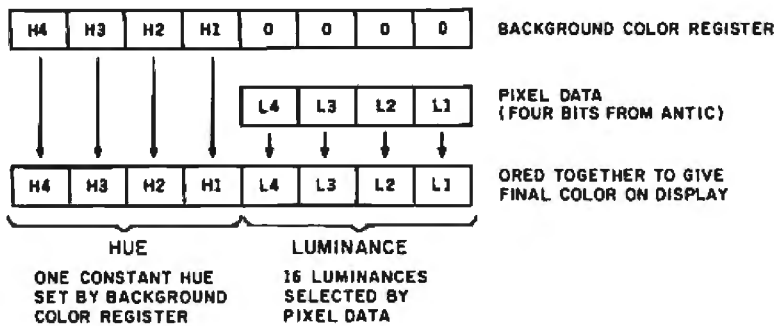 H4 H3 H2 H1 0 0 0 0 BACKGROUND COLOR REGISTER
L4 L3 L2 L1 PIXEL DATA
(FOUR BITS FROM ANTIC)
H4 H3 H2 H1 L4 L3 L2 L1 ORED TOGETHER TO GIVE
FINAL COLOR ON DISPLAY
HUE
ONE CONSTANT HUE
SET BY BACKGROUND
COLOR REGISTER
LUMINANCE
16 LUMINANCES
SELECTED BY
PIXEL DATA